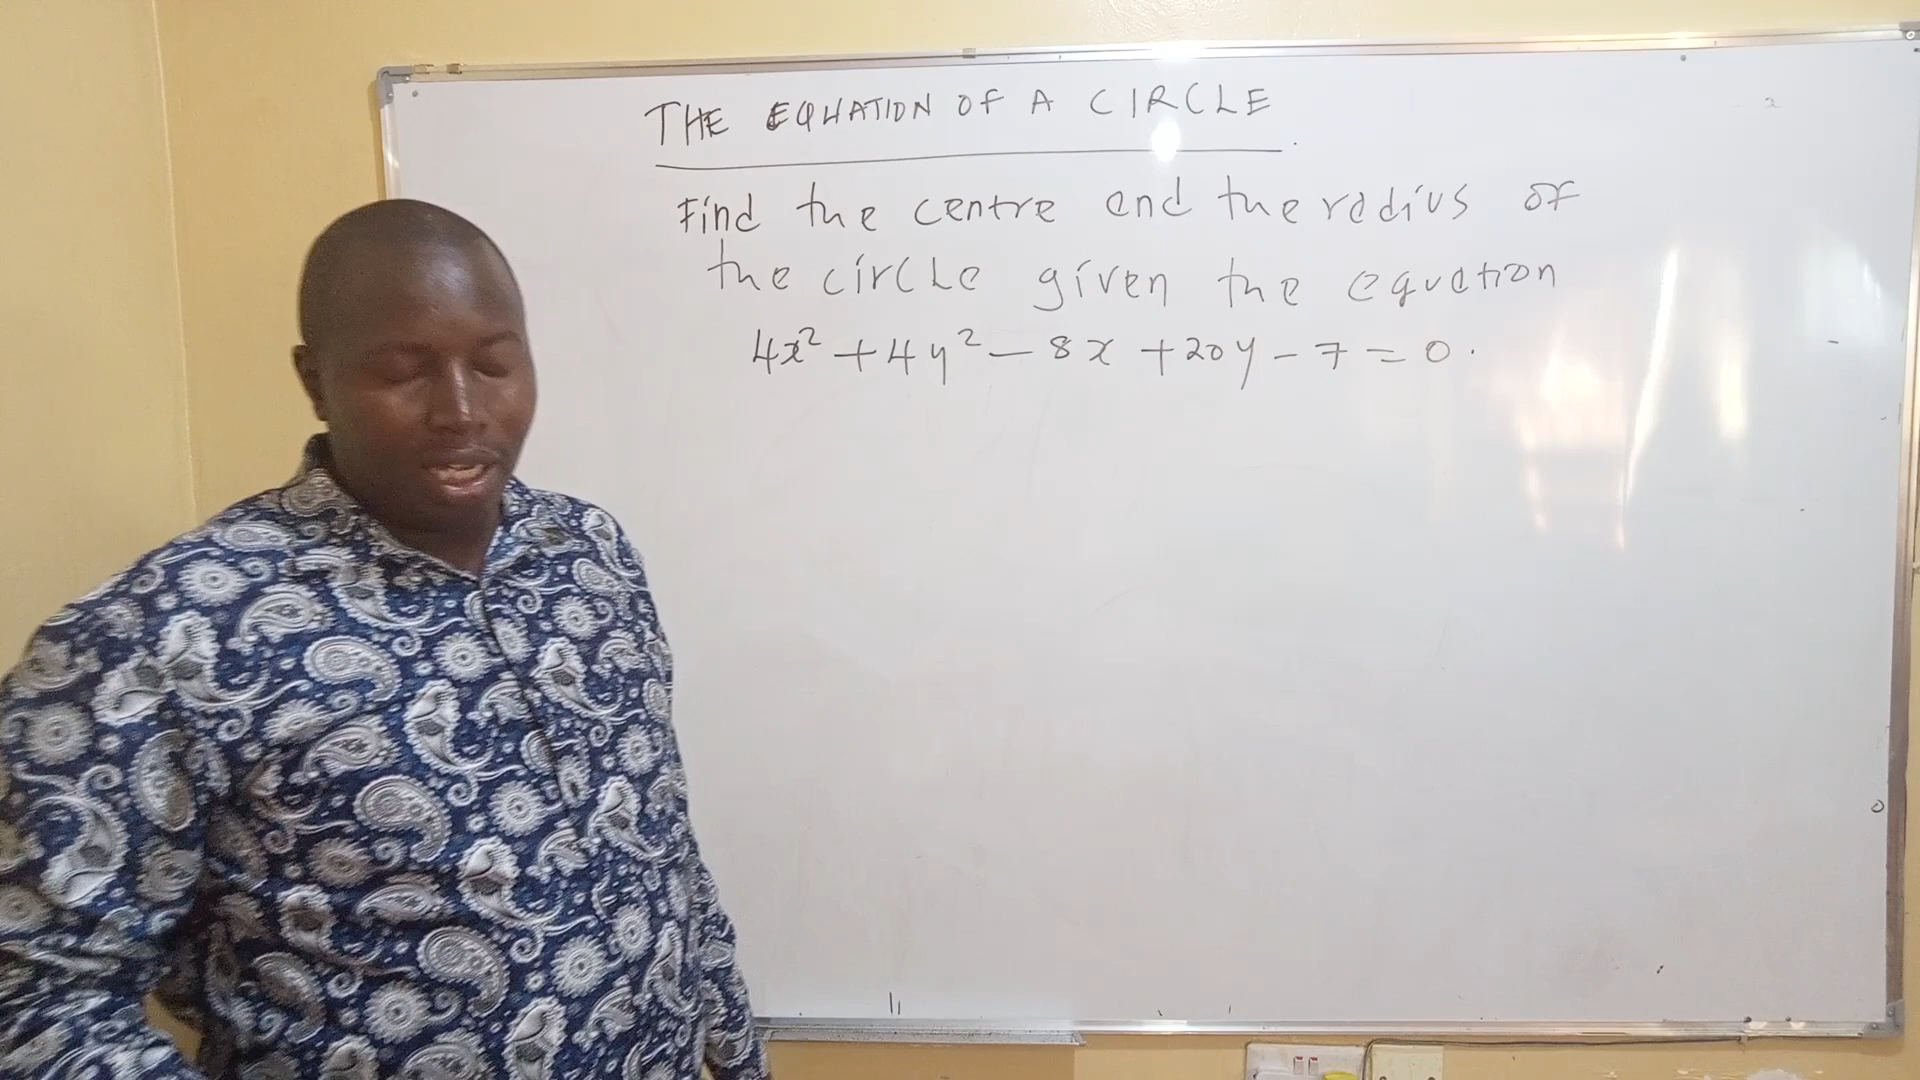 THE EQUATION OF A CIRCLE
Find the centre and the radius of
the circle given the equation
4x² + 4y² - 8x + 20y - 7 = 0.